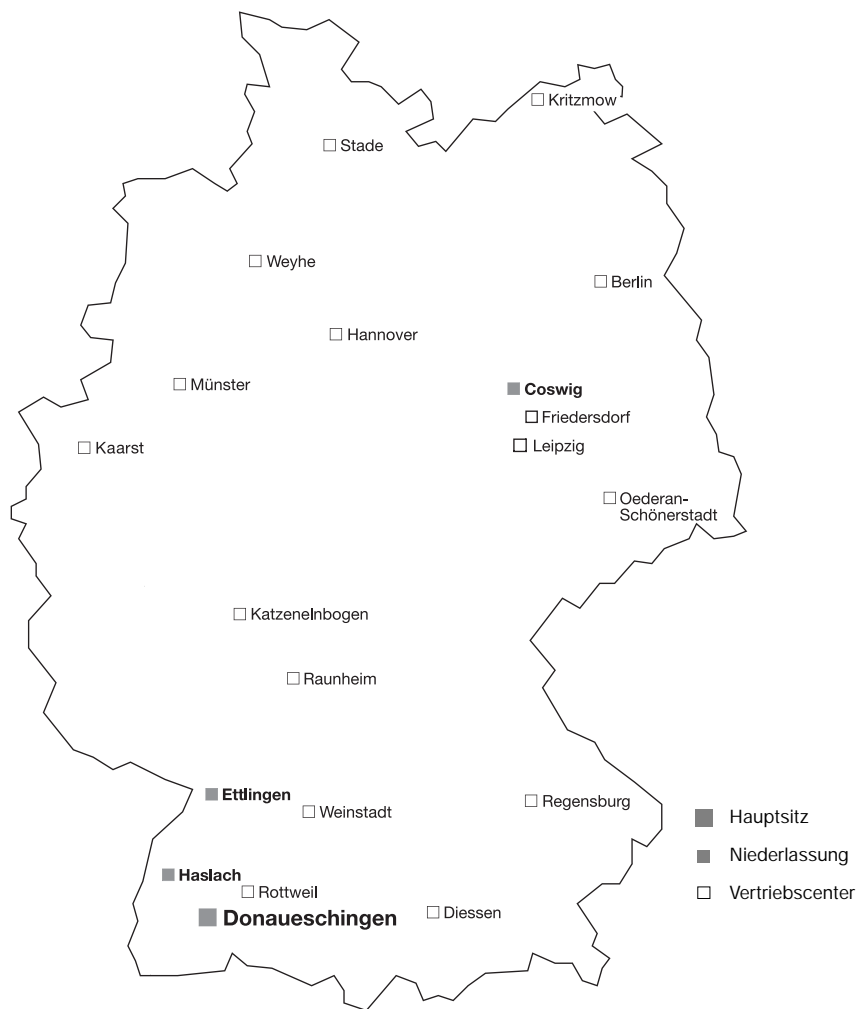 Kritzmow
Stade
Weyhe
Berlin
Hannover
Münster
Coswig
Friedersdorf
Kaarst
Leipzig
Oederan-
Schönerstadt
Katzenelnbogen
Raunheim
Ettlingen
Weinstadt
Regensburg
Hauptsitz
Niederlassung
Haslach
Rottweil
Vertriebscenter
Donaueschingen
Diessen